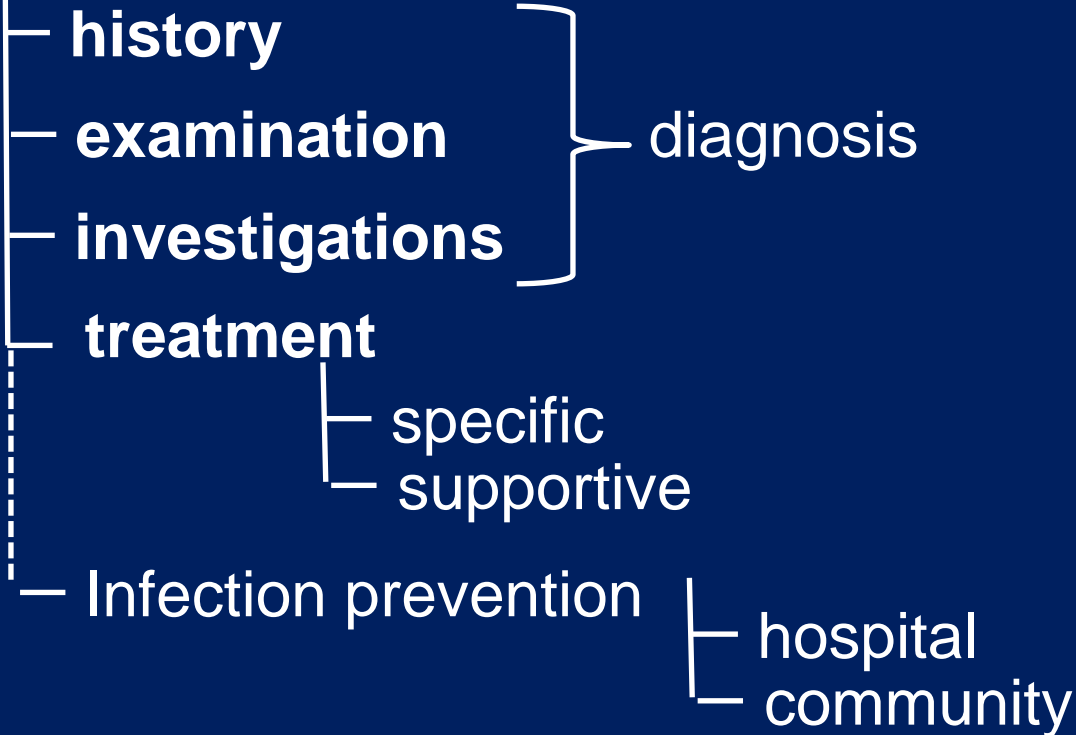 history
examination
diagnosis
investigations
treatment
specific
supportive
Infection prevention
hospital
community